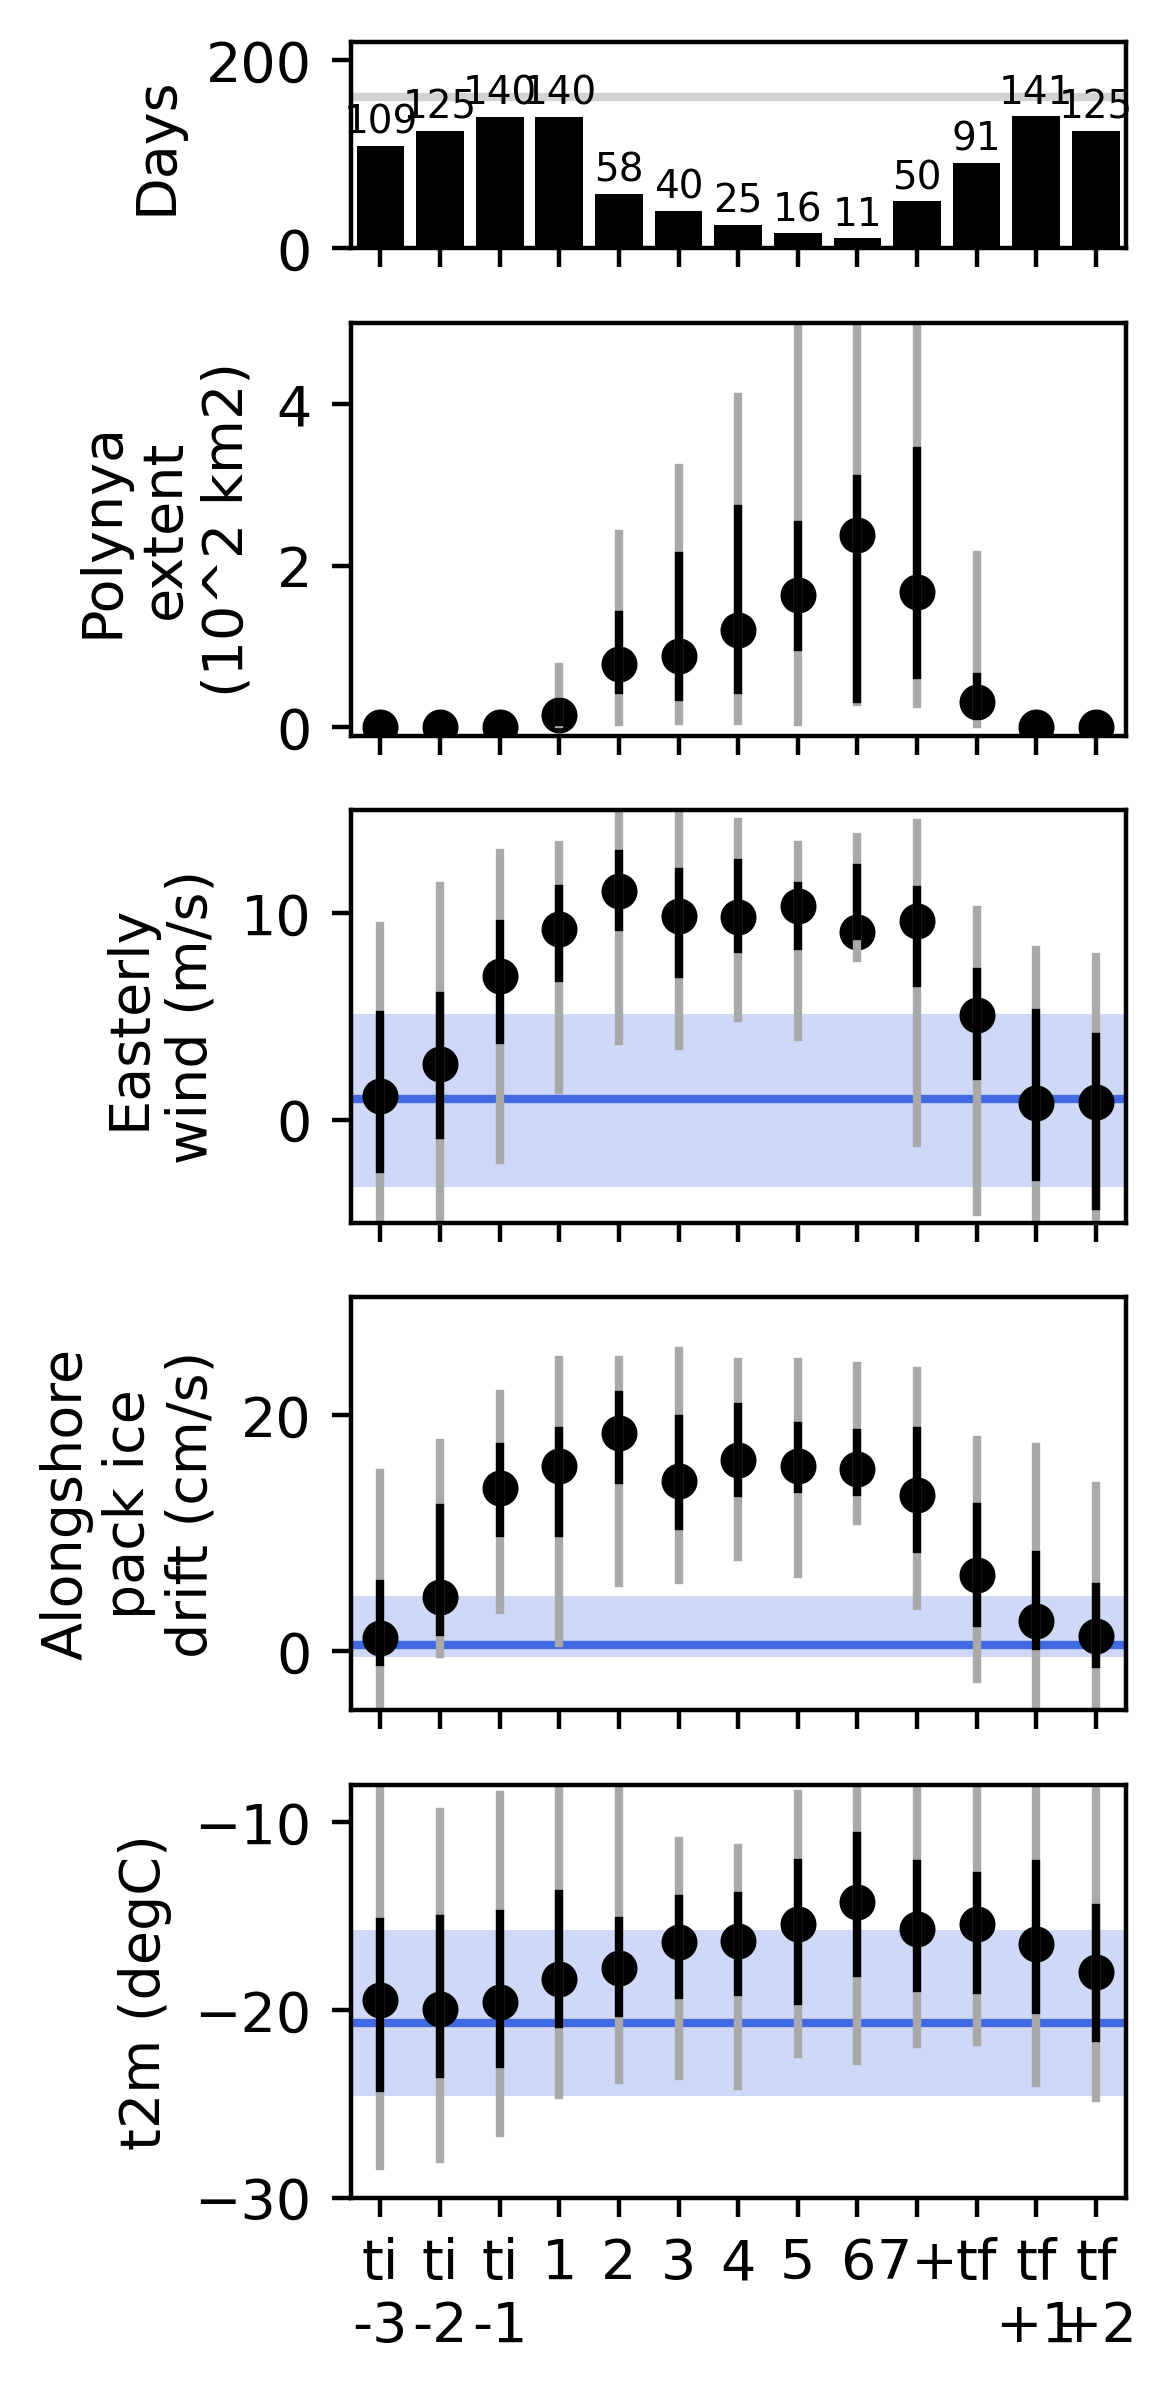 Days
200
0
109
125
140
140
58
40
25
16
11
50
91
141
125
Polynya
extent
(10^2 km2)
4
2
0
Easterly
wind (m/s)
10
0
Alongshore
pack ice
drift (cm/s)
20
0
t2m (degC)
−10
−20
−30
ti ti ti 1 2 3 4 5 6 7+ tf tf tf
-3 -2 -1 +1 +2